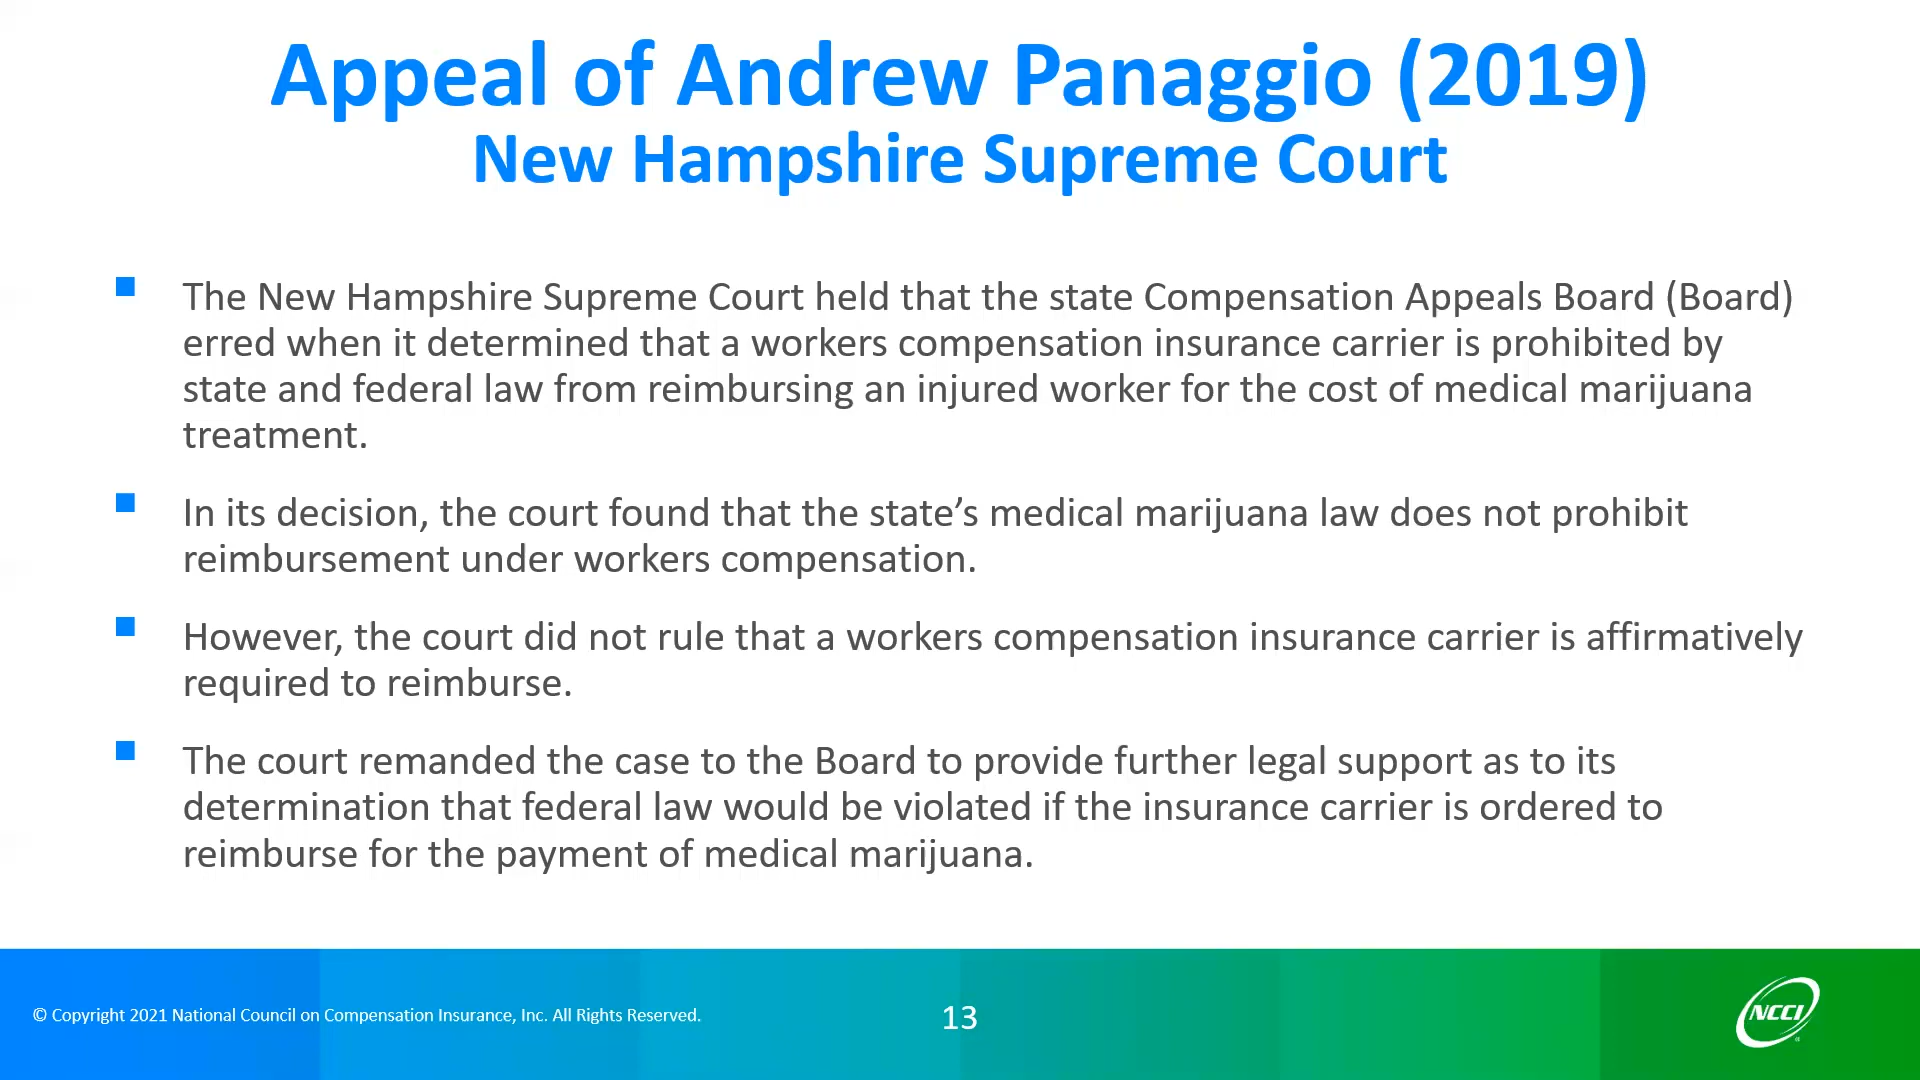 Appeal of Andrew Panaggio (2019)
New Hampshire Supreme Court
The New Hampshire Supreme Court held that the state Compensation Appeals Board (Board)
erred when it determined that a workers compensation insurance carrier is prohibited by
state and federal law from reimbursing an injured worker for the cost of medical marijuana
treatment.
In its decision, the court found that the state’s medical marijuana law does not prohibit
reimbursement under workers compensation.
However, the court did not rule that a workers compensation insurance carrier is affirmatively
required to reimburse.
The court remanded the case to the Board to provide further legal support as to its
determination that federal law would be violated if the insurance carrier is ordered to
reimburse for the payment of medical marijuana.
© Copyright 2021 National Council on Compensation Insurance, Inc. All Rights Reserved.
13
NCCI